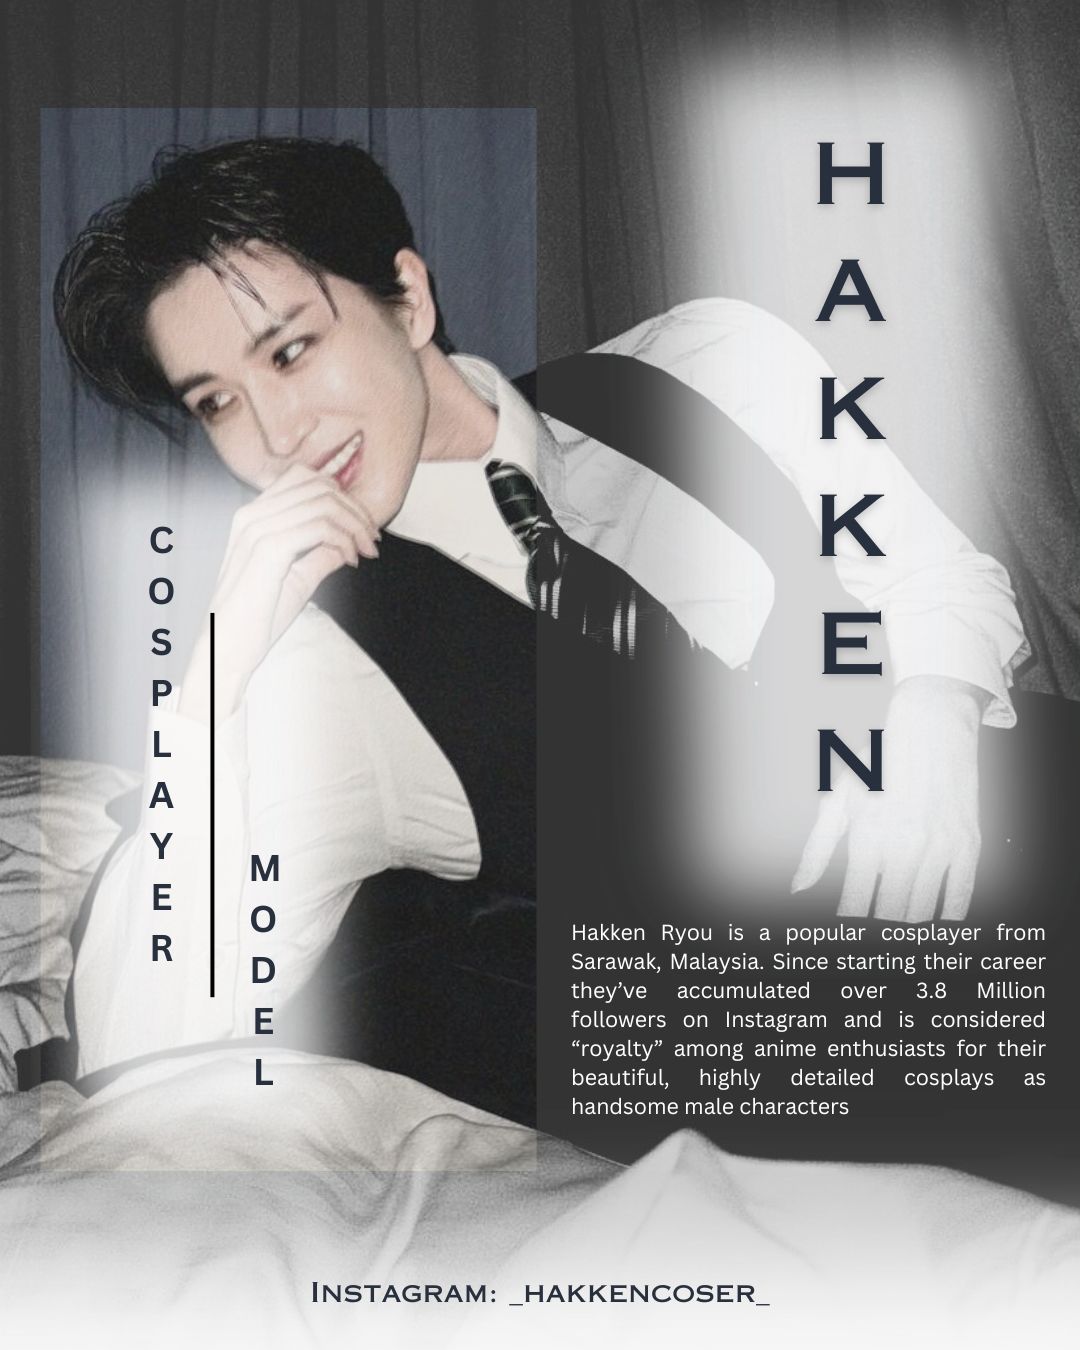 HAKKEN
COSPLAYER
MODEL
Hakken Ryou is a popular cosplayer from
Sarawak, Malaysia. Since starting their career
they’ve accumulated over 3.8 Million
followers on Instagram and is considered
“royalty” among anime enthusiasts for their
beautiful, highly detailed cosplays as
handsome male characters
INSTAGRAM: _HAKKENCOSER_